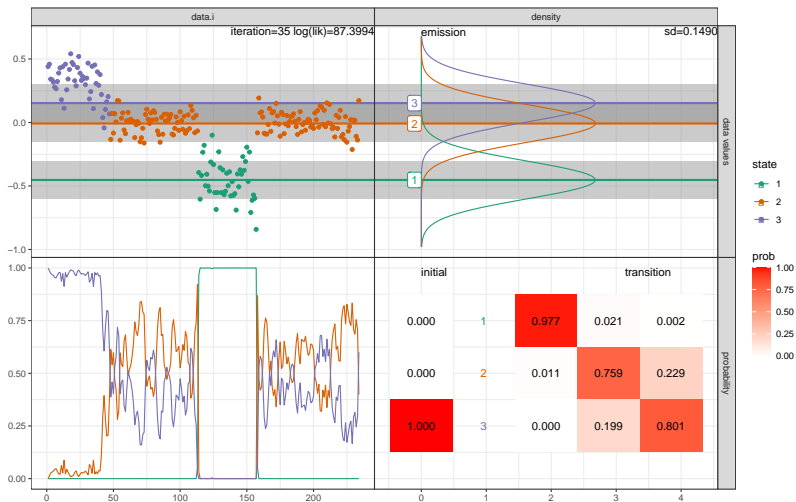 data.i density
iteration=35 log(lik)=87.3994 emission sd=0.1490
0.5
0.0
−0.5
−1.0
3
2
1
data values
state
1
2
3
prob
1.00
0.75
0.50
0.25
0.00
1.00
0.75
0.50
0.25
0.00
initial transition
0.000 1 0.977 0.021 0.002
0.000 2 0.011 0.759 0.229
1.000 3 0.000 0.199 0.801
probability
0 50 100 150 200 0 1 2 3 4